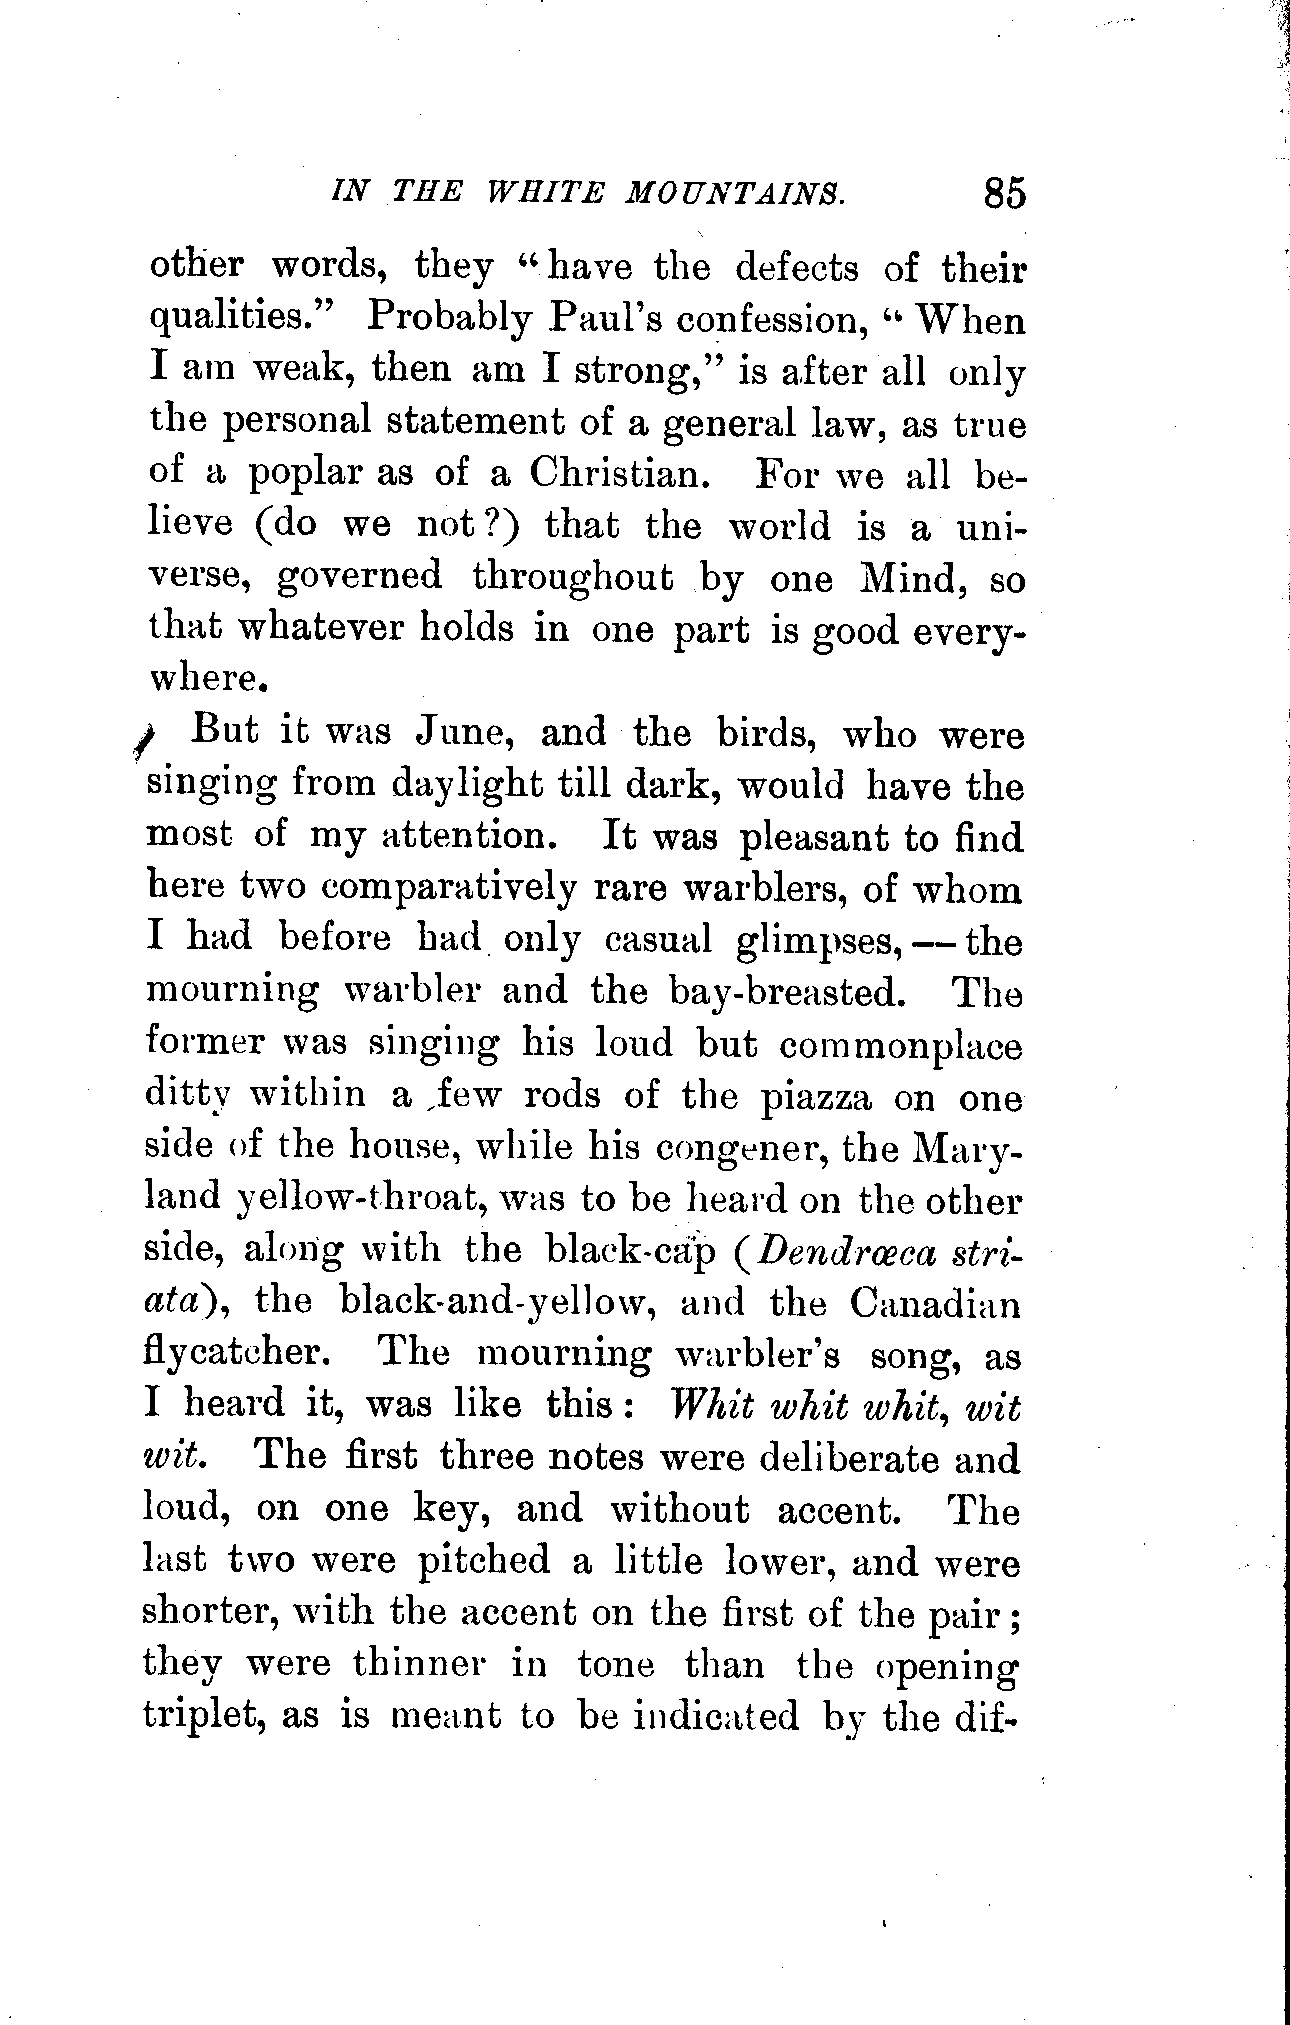 IN THE WHITE MOUNTAINS. 85
other words, they “have the defects of their
qualities.” Probably Paul's confession, “When
I am weak, then am I strong,” is after all only
the personal statement of a general law, as true
of a poplar as of a Christian. For we all be-
lieve (do we not?) that the world is a uni-
verse, governed throughout by one Mind, so
that whatever holds in one part is good every-
where.
But it was June, and the birds, who were
singing from daylight till dark, would have the
most of my attention. It was pleasant to find
here two comparatively rare warblers, of whom
I had before had only casual glimpses, — the
mourning warbler and the bay-breasted. The
former was singing his loud but commonplace
ditty within a few rods of the piazza on one
side of the house, while his congener, the Mary-
land yellow-throat, was to be heard on the other
side, along with the black-cap (Dendrœca stri-
ata), the black-and-yellow, and the Canadian
flycatcher. The mourning warbler's song, as
I heard it, was like this: Whit whit whit, wit
wit. The first three notes were deliberate and
loud, on one key, and without accent. The
last two were pitched a little lower, and were
shorter, with the accent on the first of the pair;
they were thinner in tone than the opening
triplet, as is meant to be indicated by the dif-